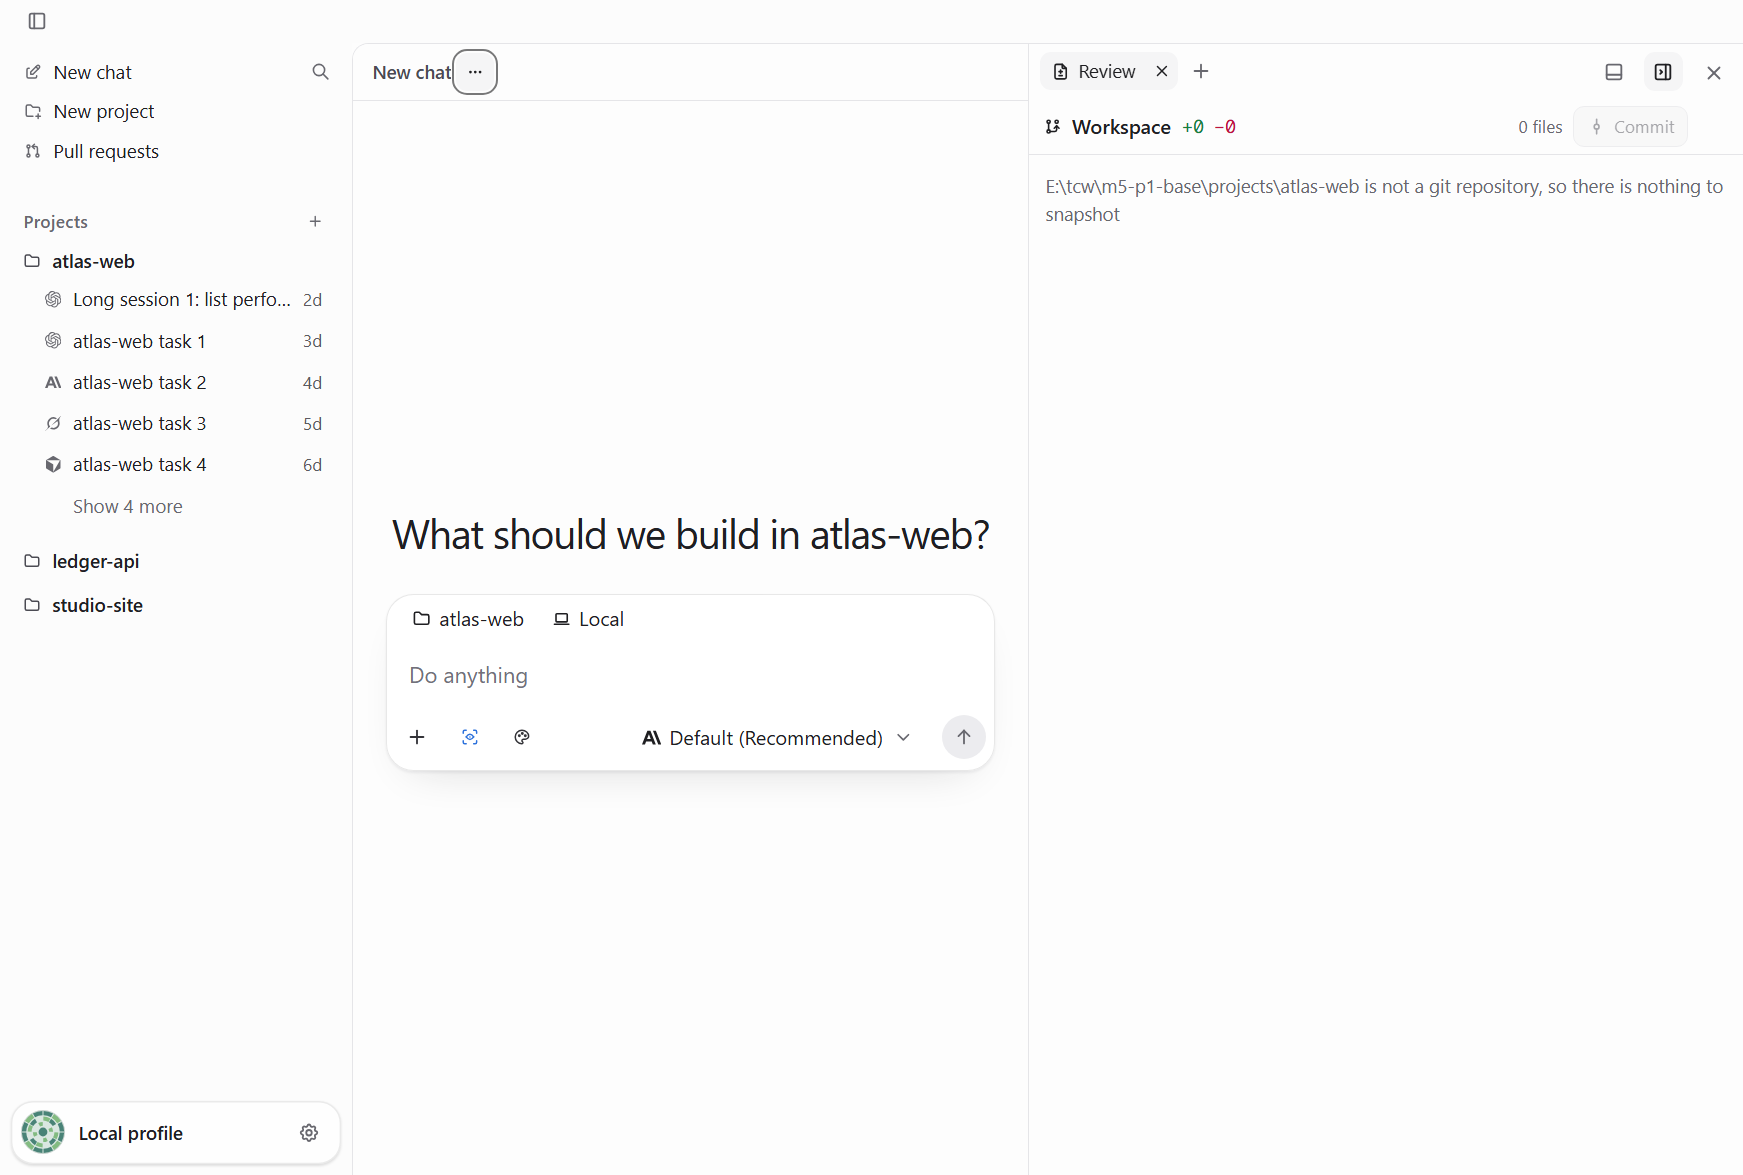 New chat
New project
Pull requests
Projects
atlas-web
Long session 1: list perfo... 2d
atlas-web task 1 3d
atlas-web task 2 4d
atlas-web task 3 5d
atlas-web task 4 6d
Show 4 more
ledger-api
studio-site
Local profile
New chat
What should we build in atlas-web?
atlas-web Local
Do anything
Default (Recommended)
Review
Workspace +0 -0 0 files Commit
E:\tcw\m5-p1-base\projects\atlas-web is not a git repository, so there is nothing to
snapshot